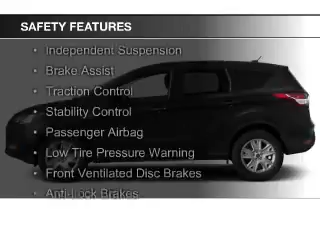 SAFETY FEATURES
• Independent Suspension
• Brake Assist
• Traction Control
• Stability Control
• Passenger Airbag
• Low Tire Pressure Warning
• Front Ventilated Disc Brakes
• Anti-Lock Brakes